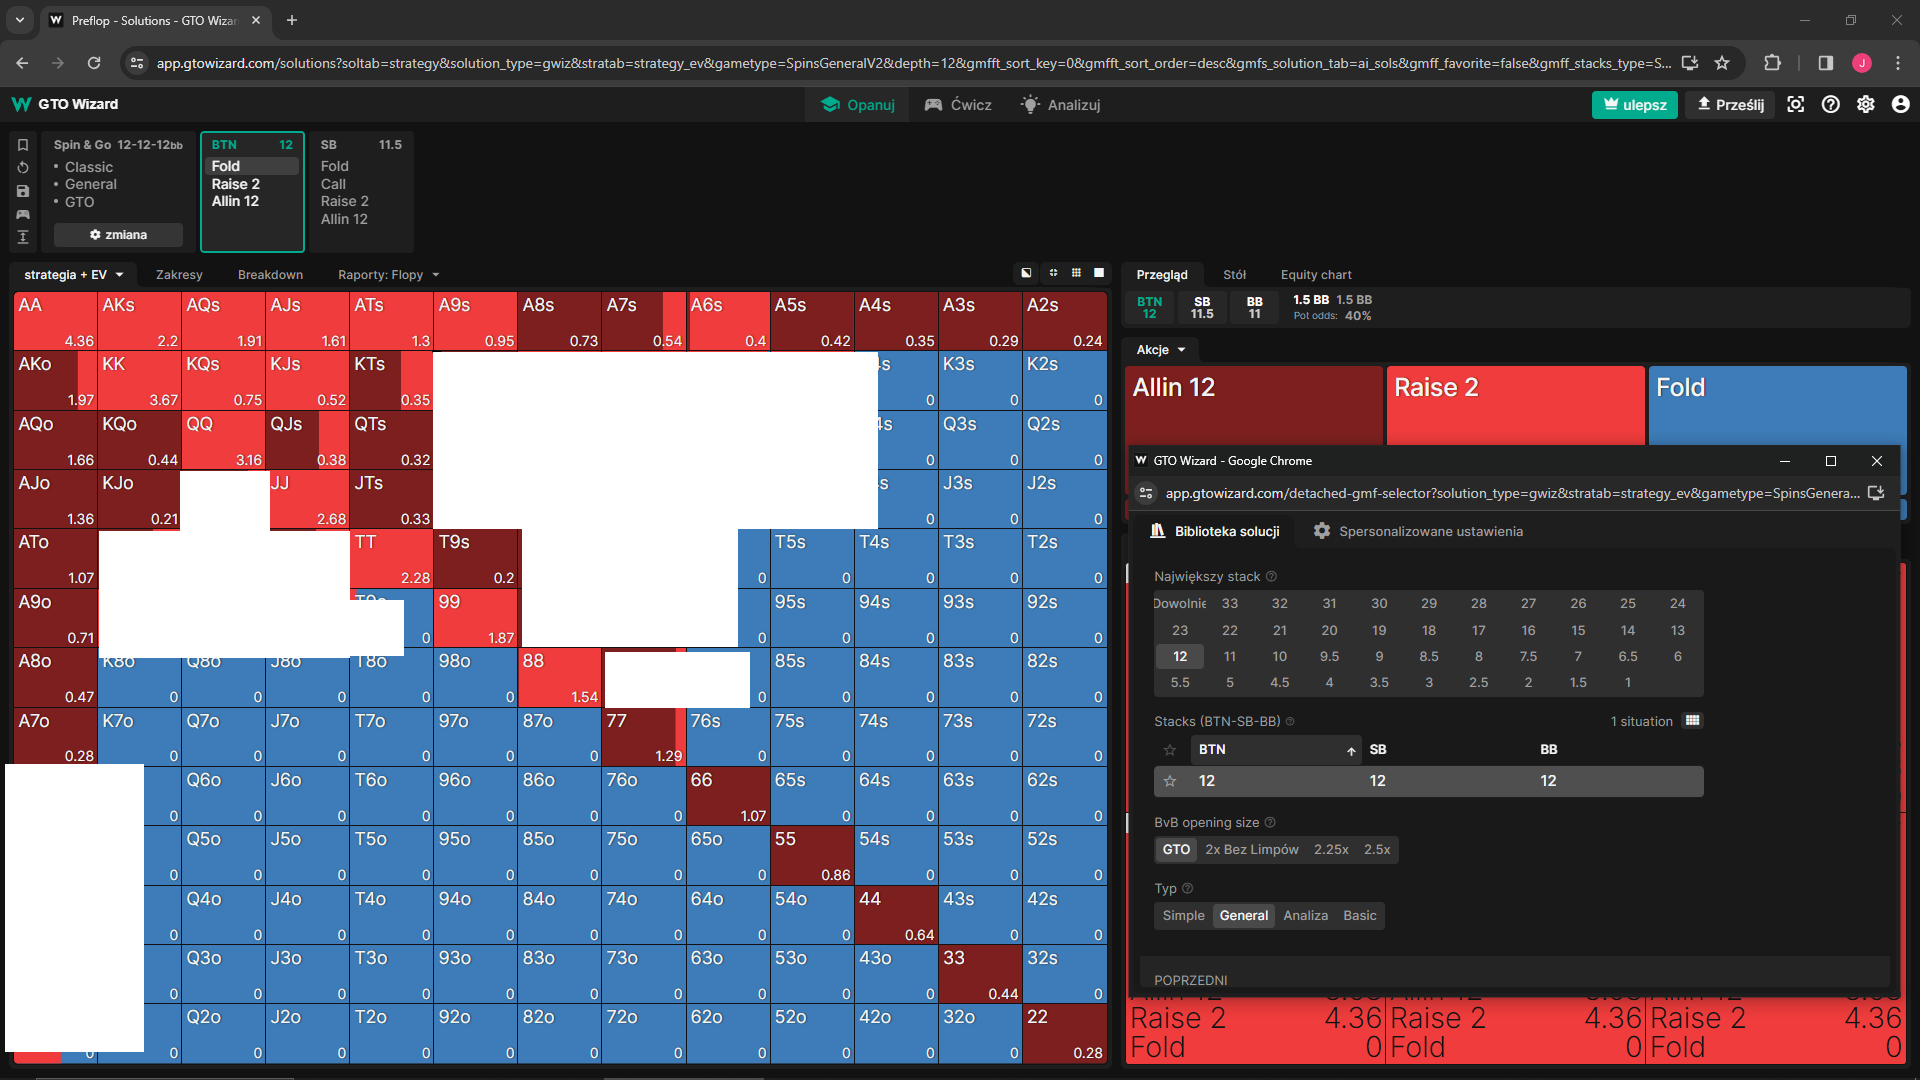 Preflop - Solutions - GTO Wizar
app.gtowizard.com/solutions?soltab=strategy&solution_type=gwiz&stratab=strategy_ev&gametype=SpinsGeneralV2&depth=12&gmfft_sort_key=0&gmfft_sort_order=desc&gmfs_solution_tab=ai_sols&gmff_favorite=false&gmff_stacks_type=S...
J
GTO Wizard
Opanuj
Ćwicz
Analizuj
ulepsz
Prześlij
Spin & Go 12-12-12bb
• Classic
• General
• GTO
zmiana
BTN 12
Fold
Raise 2
Allin 12
SB 11.5
Fold
Call
Raise 2
Allin 12
strategia + EV
Zakresy
Breakdown
Raporty: Flopy
AA AKs AQs AJs ATs A9s A8s A7s A6s A5s A4s A3s A2s
4.36 2.2 1.91 1.61 1.3 0.95 0.73 0.54 0.4 0.42 0.35 0.29 0.24
AKo KK KQs KJs KTs K3s K2s
1.97 3.67 0.75 0.52 0.35 0 0 0
AQo KQo QQ QJs QTs Q3s Q2s
1.66 0.44 3.16 0.38 0.32 0 0 0
AJo KJo JJ JTs J3s J2s
1.36 0.21 2.68 0.33 0 0 0
ATo TT T9s T5s T4s T3s T2s
1.07 2.28 0.2 0 0 0 0 0
A9o 99 95s 94s 93s 92s
0.71 0 1.87 0 0 0 0 0
A8o K8o Q8o J8o T8o 98o 88 85s 84s 83s 82s
0.47 0 0 0 0 0 1.54 0 0 0 0 0
A7o K7o Q7o J7o T7o 97o 87o 77 76s 75s 74s 73s 72s
0.28 0 0 0 0 0 0 1.29 0 0 0 0 0
Q6o J6o T6o 96o 86o 76o 66 65s 64s 63s 62s
0 0 0 0 0 0 0 1.07 0 0 0 0
Q5o J5o T5o 95o 85o 75o 65o 55 54s 53s 52s
0 0 0 0 0 0 0 0 0.86 0 0 0
Q4o J4o T4o 94o 84o 74o 64o 54o 44 43s 42s
0 0 0 0 0 0 0 0 0 0.64 0 0
Q3o J3o T3o 93o 83o 73o 63o 53o 43o 33 32s
0 0 0 0 0 0 0 0 0 0 0.44 0
Q2o J2o T2o 92o 82o 72o 62o 52o 42o 32o 22
0 0 0 0 0 0 0 0 0 0 0 0.28
Przegląd
Stół
Equity chart
BTN 12
SB 11.5
BB 11
1.5 BB 1.5 BB
Pot odds: 40%
Akcje
Allin 12
Raise 2
Fold
GTO Wizard - Google Chrome
app.gtowizard.com/detached-gmf-selector?solution_type=gwiz&stratab=strategy_ev&gametype=SpinsGenera...
Biblioteka solucji
Spersonalizowane ustawienia
Największy stack
Dowolnie 33 32 31 30 29 28 27 26 25 24
23 22 21 20 19 18 17 16 15 14 13
12 11 10 9.5 9 8.5 8 7.5 7 6.5 6
5.5 5 4.5 4 3.5 3 2.5 2 1.5 1
Stacks (BTN-SB-BB)
1 situation
BTN SB BB
12 12 12
BvB opening size
GTO 2x Bez Limpów 2.25x 2.5x
Typ
Simple General Analiza Basic
POPRZEDNI
Raise 2 4.36 Raise 2 4.36 Raise 2 4.36
Fold 0 Fold 0 Fold 0